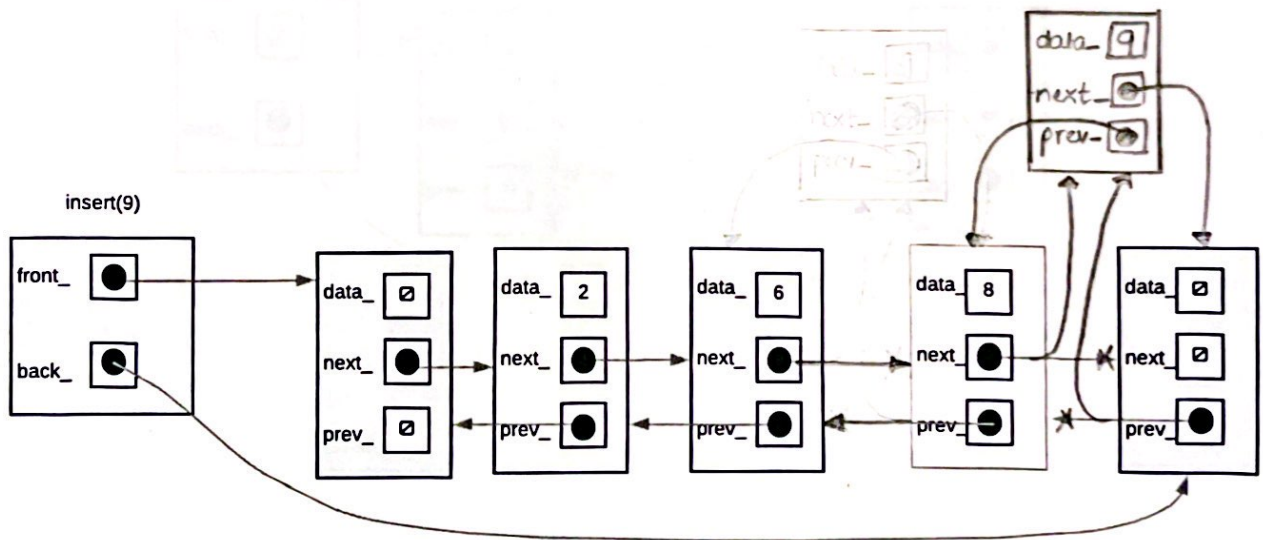 data_ 9
next_
prev_
insert(9)
front_
back_
data_ ∅
next_
prev_ ∅
data_ 2
next_
prev_
data_ 6
next_
prev_
data_ 8
next_
prev_
data_ ∅
next_ ∅
prev_